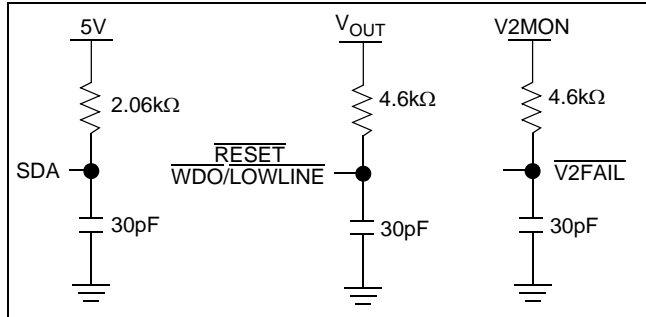 5V
2.06kΩ
SDA
30pF
V_OUT
4.6kΩ
RESET
WDO/LOWLINE
30pF
V2MON
4.6kΩ
V2FAIL
30pF